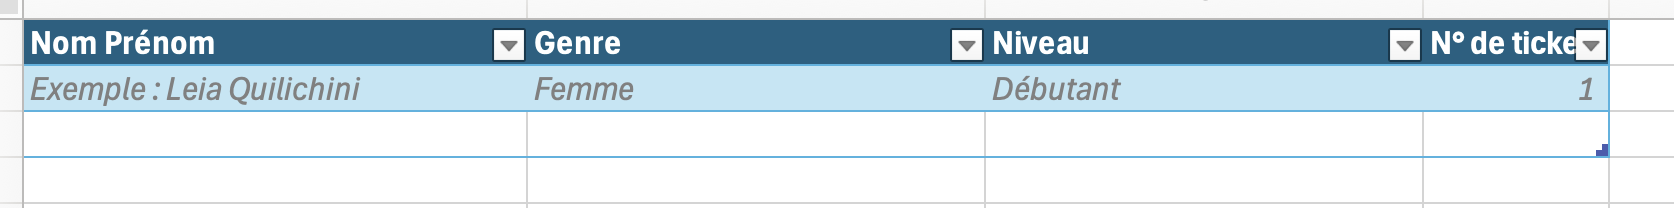 Nom Prénom Genre Niveau N° de ticke
Exemple : Leia Quilichini Femme Débutant 1